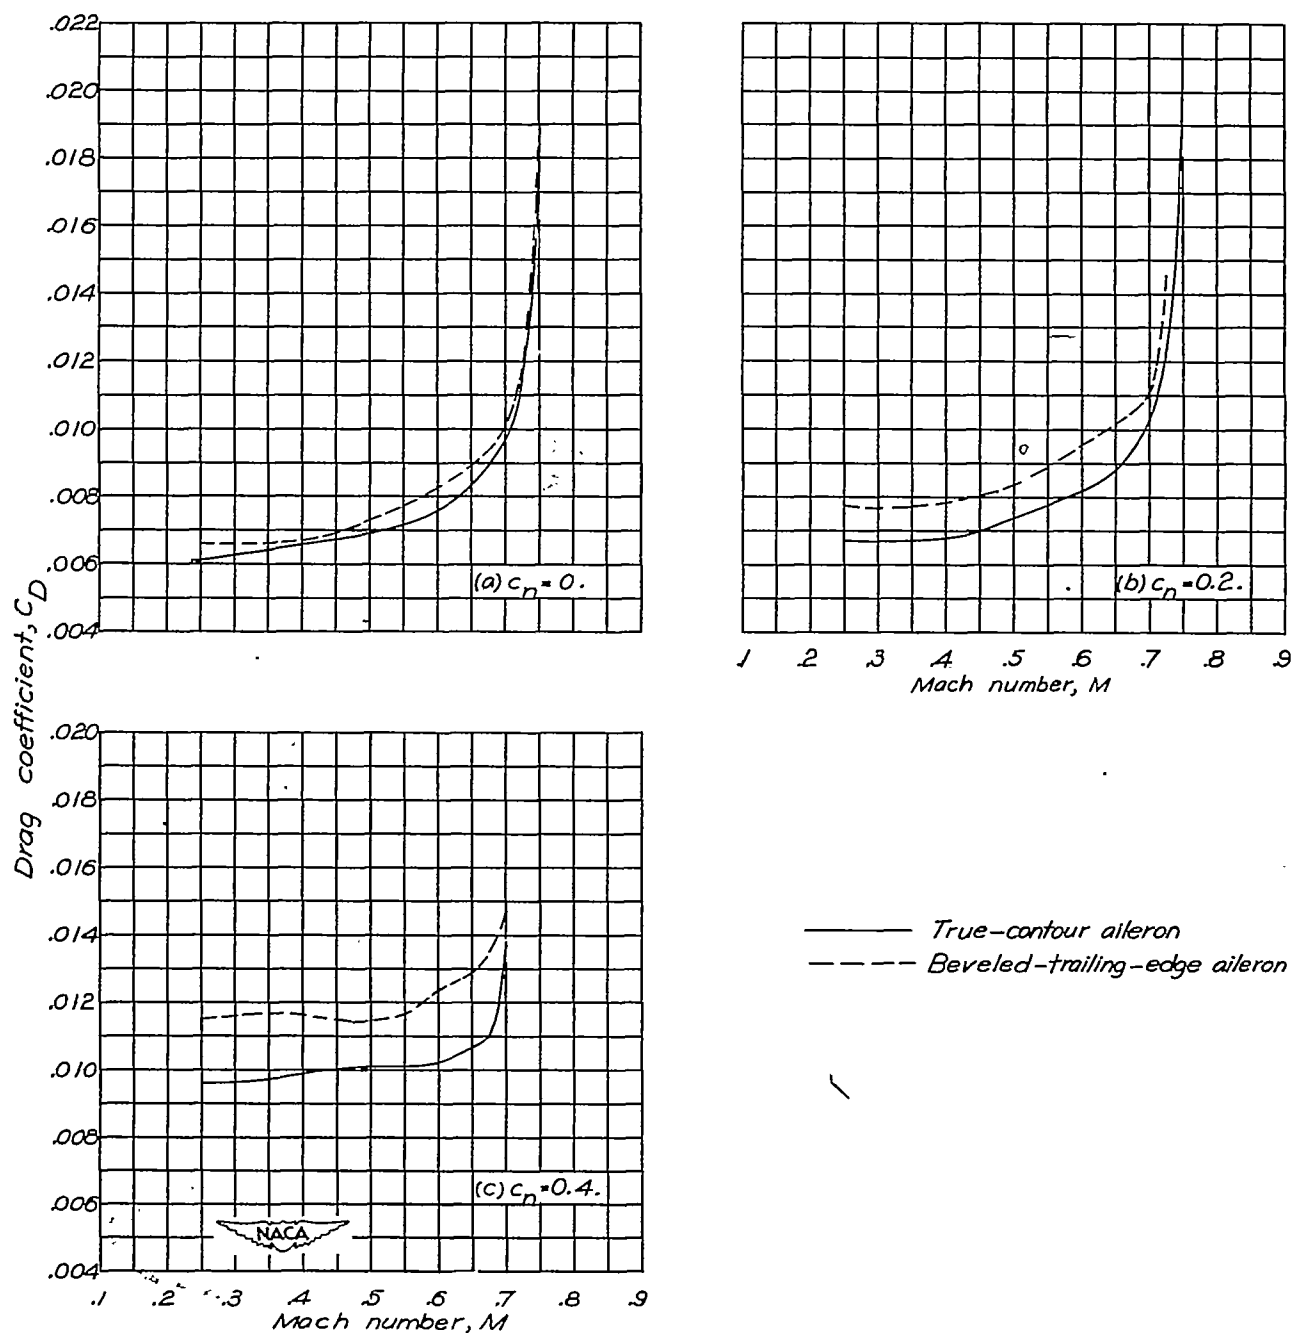 .022
.020
.018
.016
.014
.012
.010
.008
.006
.004
(a) cn = 0.
(b) cn = 0.2.
.1 .2 .3 .4 .5 .6 .7 .8 .9
Mach number, M
Drag coefficient, CD
.020
.018
.016
.014
.012
.010
.008
.006
.004
(c) cn = 0.4.
NACA
.1 .2 .3 .4 .5 .6 .7 .8 .9
Mach number, M
True-contour aileron
Beveled-trailing-edge aileron